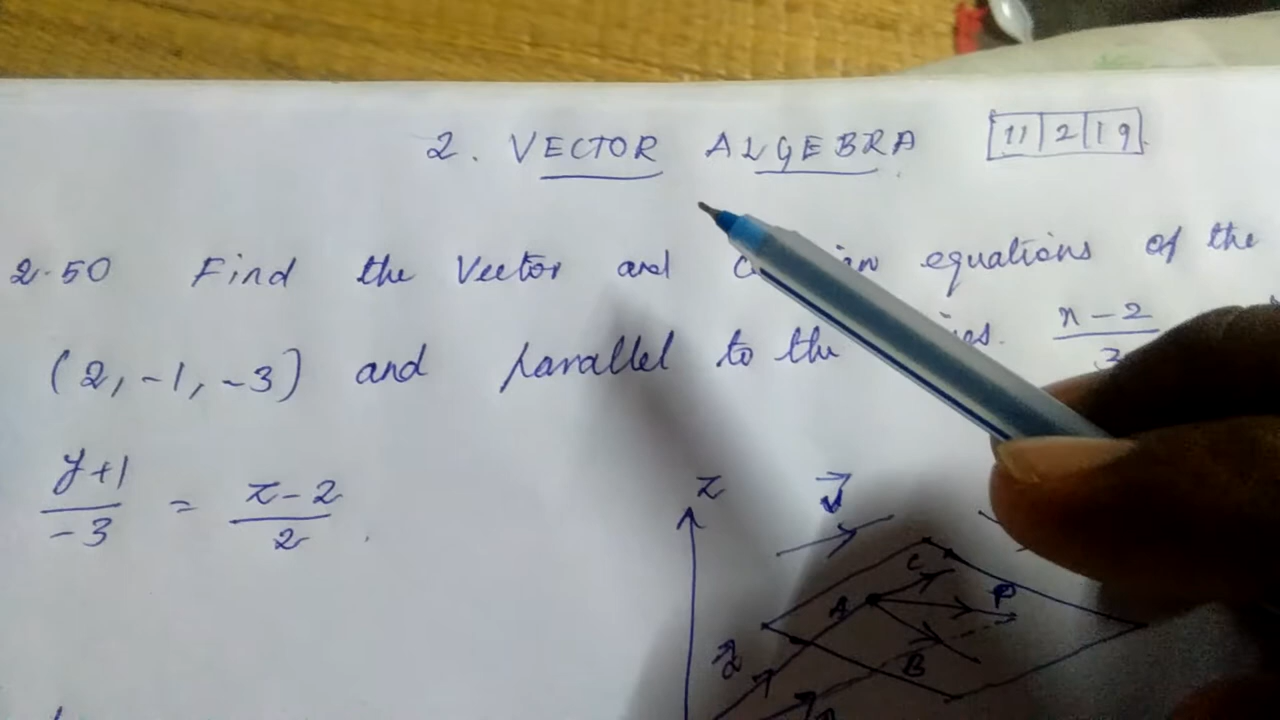 2. VECTOR ALGEBRA 11 2 19
2.50 Find the Vector and equations of the
(2, -1, -3) and parallel to the x-2
3
y+1 = z-2
-3 2 .
z v
C
A P
B